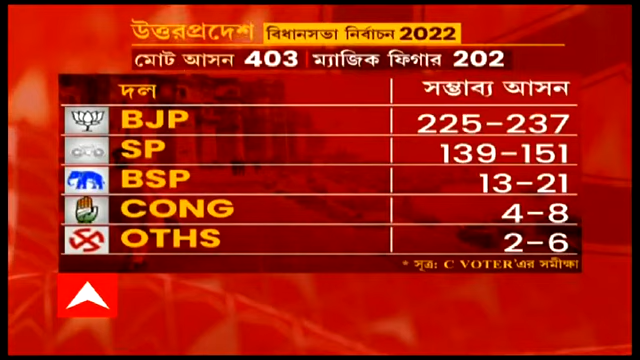 উত্তরপ্রদেশ বিধানসভা নির্বাচন 2022
মোট আসন 403 | ম্যাজিক ফিগার 202
দল সম্ভাব্য আসন
BJP 225-237
SP 139-151
BSP 13-21
CONG 4-8
OTHS 2-6
* সূত্র: C VOTER'এর সমীক্ষা